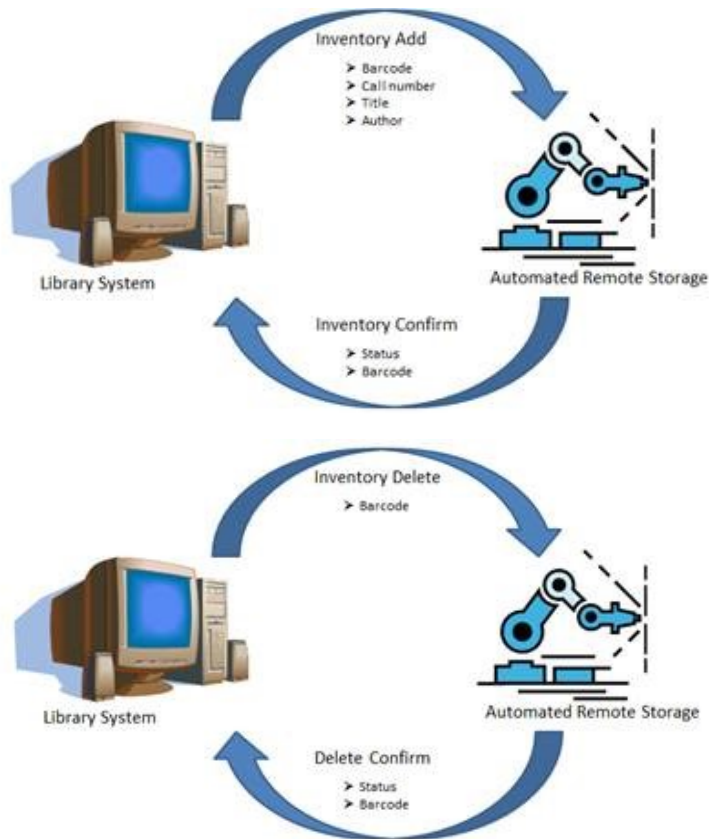 Inventory Add
➢ Barcode
➢ Call number
➢ Title
➢ Author
Library System
Automated Remote Storage
Inventory Confirm
➢ Status
➢ Barcode
Inventory Delete
➢ Barcode
Library System
Automated Remote Storage
Delete Confirm
➢ Status
➢ Barcode